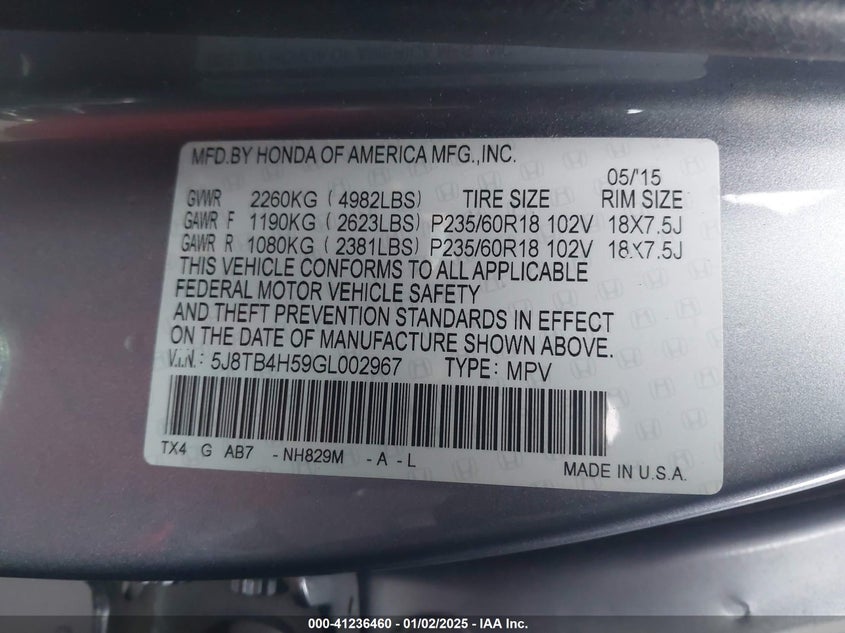 MFD.BY HONDA OF AMERICA MFG.,INC.
05/'15
GVWR 2260KG ( 4982LBS) TIRE SIZE RIM SIZE
GAWR F 1190KG ( 2623LBS) P235/60R18 102V 18X7.5J
GAWR R 1080KG ( 2381LBS) P235/60R18 102V 18X7.5J
THIS VEHICLE CONFORMS TO ALL APPLICABLE
FEDERAL MOTOR VEHICLE SAFETY
AND THEFT PREVENTION STANDARDS IN EFFECT
ON THE DATE OF MANUFACTURE SHOWN ABOVE.
V.I.N.: 5J8TB4H59GL002967 TYPE: MPV
TX4 G AB7 -NH829M -A -L
MADE IN U.S.A.
000-41236460 - 01/02/2025 - IAA Inc.